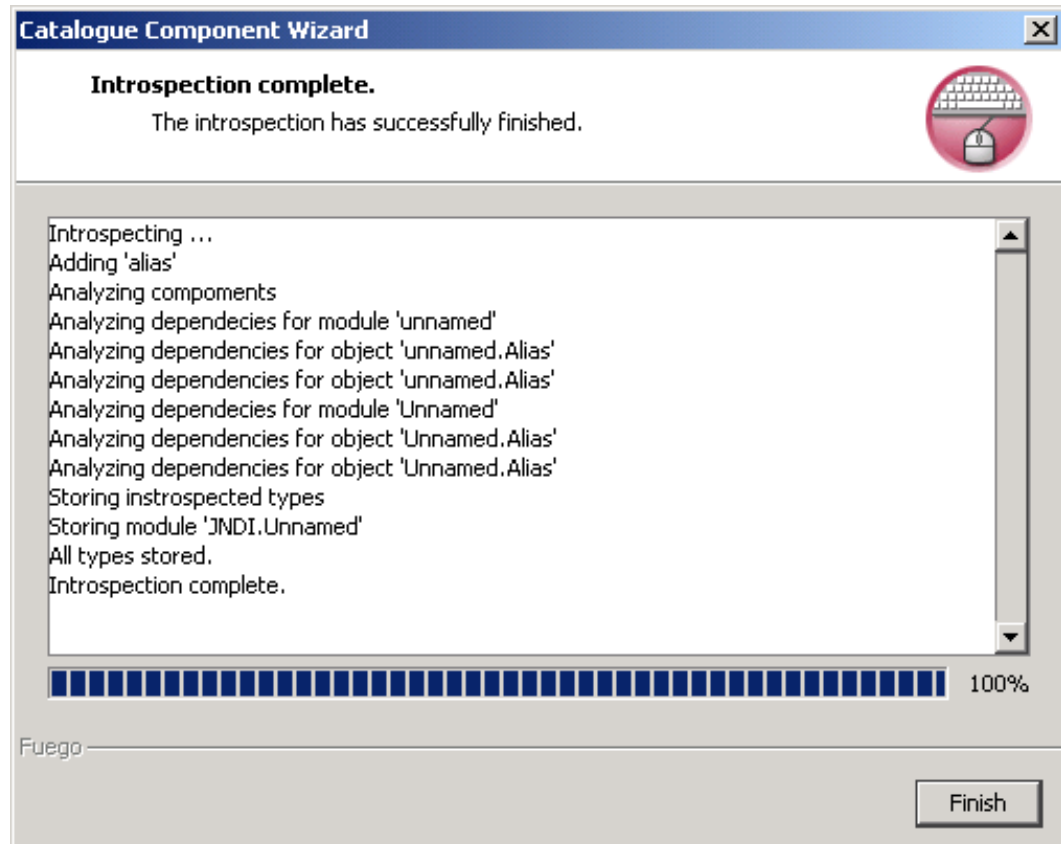 Catalogue Component Wizard
Introspection complete.
The introspection has successfully finished.
Introspecting ...
Adding 'alias'
Analyzing compoments
Analyzing dependecies for module 'unnamed'
Analyzing dependencies for object 'unnamed.Alias'
Analyzing dependencies for object 'unnamed.Alias'
Analyzing dependecies for module 'Unnamed'
Analyzing dependencies for object 'Unnamed.Alias'
Analyzing dependencies for object 'Unnamed.Alias'
Storing instrospected types
Storing module 'JNDI.Unnamed'
All types stored.
Introspection complete.
100%
Fuego
Finish